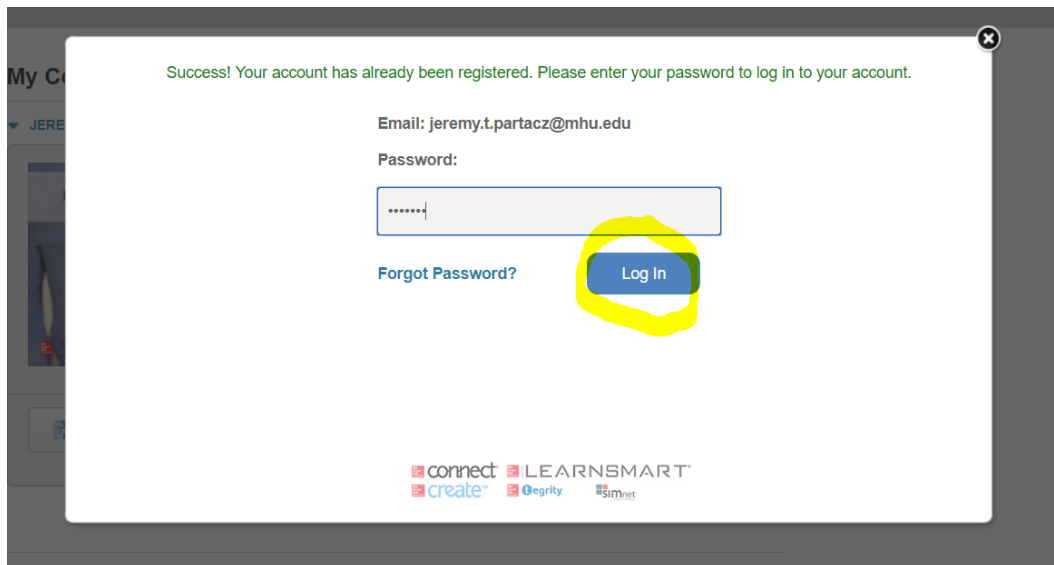 My Co
Success! Your account has already been registered. Please enter your password to log in to your account.
JERE
Email: jeremy.t.partacz@mhu.edu
Password:
•••••••
Forgot Password?
Log In
connect LEARNSMART
create tegrity SIMnet